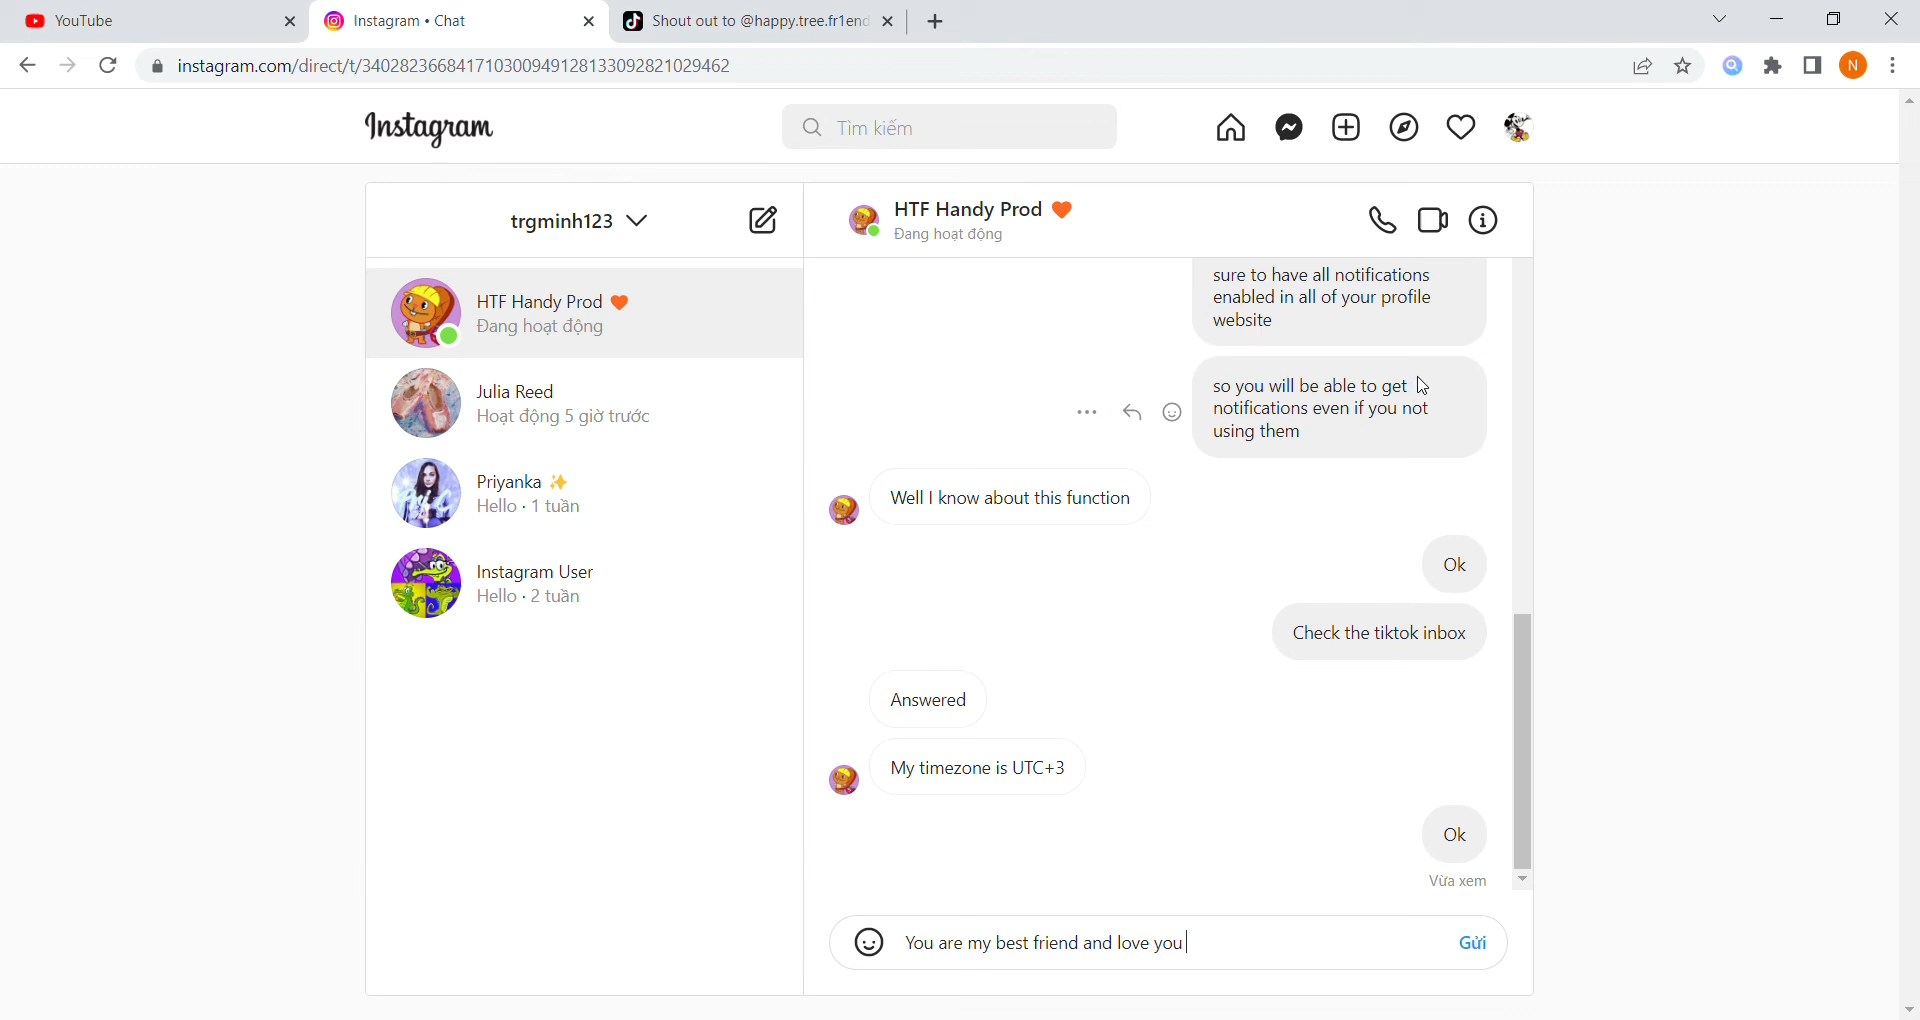 YouTube
Instagram • Chat
Shout out to @happy.tree.fr1end
instagram.com/direct/t/340282366841710300949128133092821029462
N
Instagram
Tìm kiếm
trgminh123
HTF Handy Prod 🧡
Đang hoạt động
HTF Handy Prod 🧡
Đang hoạt động
Julia Reed
Hoạt động 5 giờ trước
Priyanka ✨
Hello · 1 tuần
Instagram User
Hello · 2 tuần
sure to have all notifications
enabled in all of your profile
website
so you will be able to get
notifications even if you not
using them
Well I know about this function
Ok
Check the tiktok inbox
Answered
My timezone is UTC+3
Ok
Vừa xem
You are my best friend and love you
Gửi